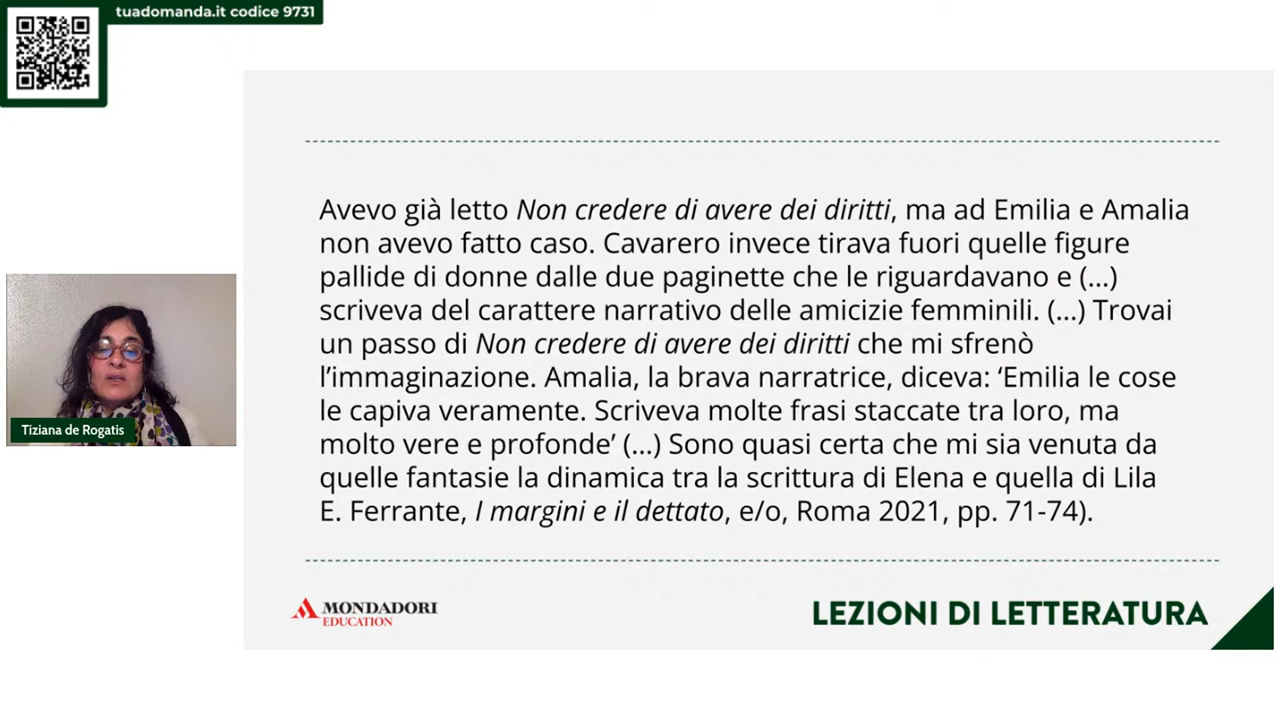 tuadomanda.it codice 9731
Avevo già letto Non credere di avere dei diritti, ma ad Emilia e Amalia
non avevo fatto caso. Cavarero invece tirava fuori quelle figure
pallide di donne dalle due paginette che le riguardavano e (...)
scriveva del carattere narrativo delle amicizie femminili. (...) Trovai
un passo di Non credere di avere dei diritti che mi sfrenò
l’immaginazione. Amalia, la brava narratrice, diceva: ‘Emilia le cose
le capiva veramente. Scriveva molte frasi staccate tra loro, ma
molto vere e profonde’ (...) Sono quasi certa che mi sia venuta da
quelle fantasie la dinamica tra la scrittura di Elena e quella di Lila
E. Ferrante, I margini e il dettato, e/o, Roma 2021, pp. 71-74).
Tiziana de Rogatis
MONDADORI
EDUCATION
LEZIONI DI LETTERATURA